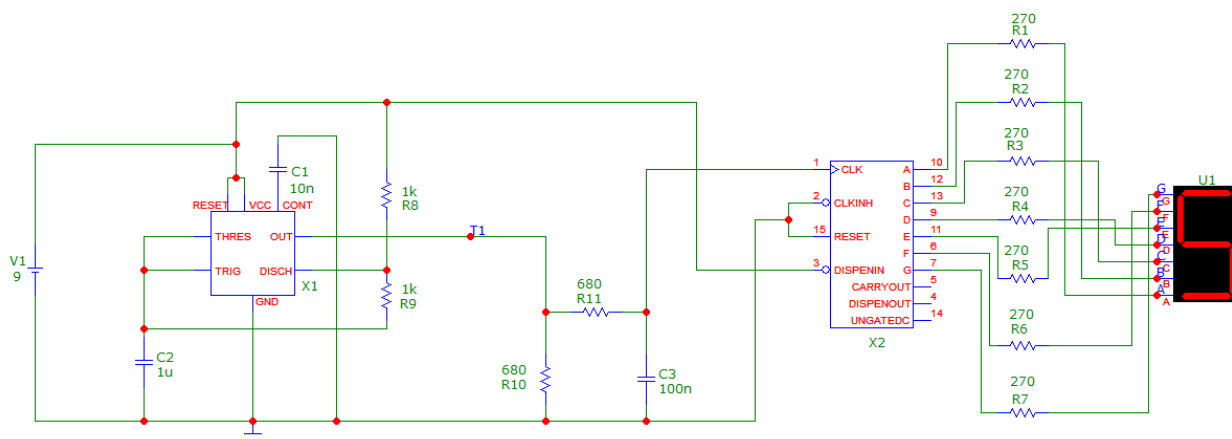 V1
9
RESET
VCC
CONT
THRES
TRIG
OUT
DISCH
GND
X1
C1
10n
C2
1u
1k
R8
1k
R9
T1
680
R11
680
R10
C3
100n
1
CLK
2
CLKINH
15
RESET
3
DISPENIN
A
10
B
12
C
13
D
9
E
11
F
6
G
7
CARRYOUT
5
DISPENOUT
4
UNGATEDC
14
X2
270
R1
270
R2
270
R3
270
R4
270
R5
270
R6
270
R7
U1
G
F
E
D
C
B
A
G
F
E
D
C
B
A